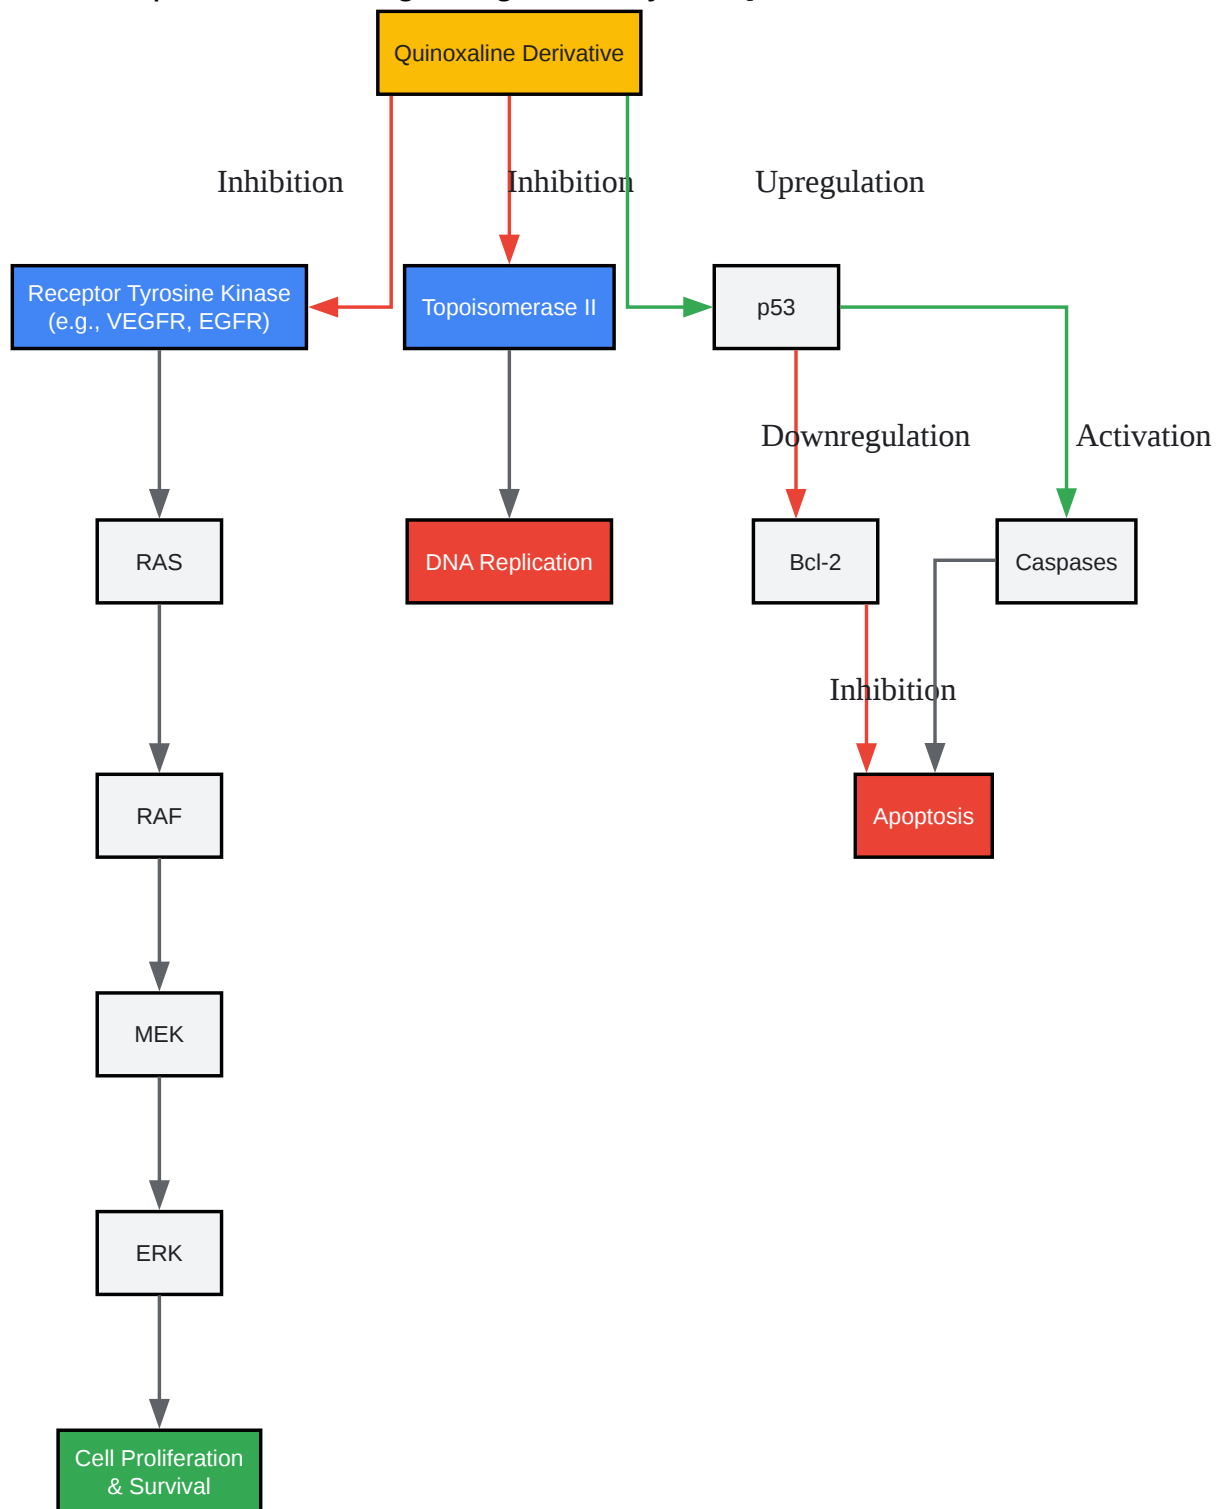 Quinoxaline Derivative
Inhibition
Inhibition
Upregulation
Receptor Tyrosine Kinase
(e.g., VEGFR, EGFR)
Topoisomerase II
p53
Downregulation
Activation
RAS
DNA Replication
Bcl-2
Caspases
Inhibition
RAF
Apoptosis
MEK
ERK
Cell Proliferation
& Survival